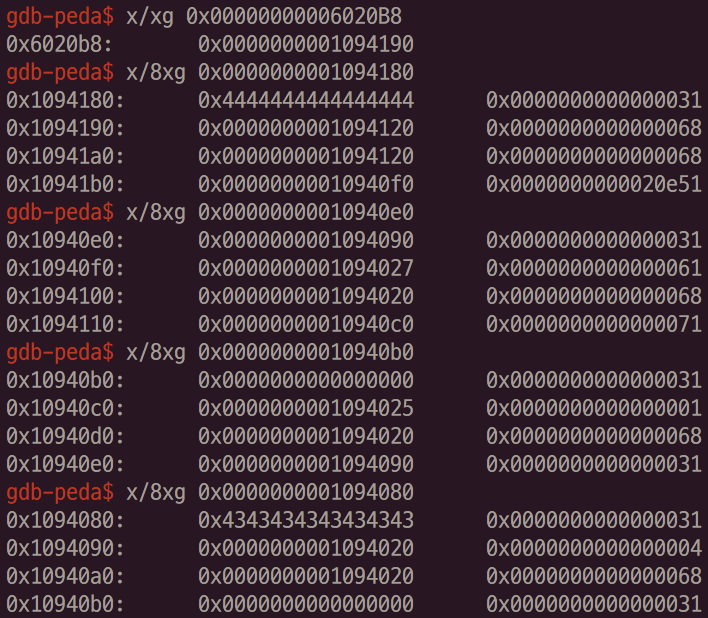 gdb-peda$ x/xg 0x00000000006020B8
0x6020b8: 0x0000000001094190
gdb-peda$ x/8xg 0x0000000001094180
0x1094180: 0x4444444444444444 0x0000000000000031
0x1094190: 0x0000000001094120 0x0000000000000068
0x10941a0: 0x0000000001094120 0x0000000000000068
0x10941b0: 0x00000000010940f0 0x0000000000020e51
gdb-peda$ x/8xg 0x00000000010940e0
0x10940e0: 0x0000000001094090 0x0000000000000031
0x10940f0: 0x0000000001094027 0x0000000000000061
0x1094100: 0x0000000001094020 0x0000000000000068
0x1094110: 0x00000000010940c0 0x0000000000000071
gdb-peda$ x/8xg 0x00000000010940b0
0x10940b0: 0x0000000000000000 0x0000000000000031
0x10940c0: 0x0000000001094025 0x0000000000000001
0x10940d0: 0x0000000001094020 0x0000000000000068
0x10940e0: 0x0000000001094090 0x0000000000000031
gdb-peda$ x/8xg 0x0000000001094080
0x1094080: 0x4343434343434343 0x0000000000000031
0x1094090: 0x0000000001094020 0x0000000000000004
0x10940a0: 0x0000000001094020 0x0000000000000068
0x10940b0: 0x0000000000000000 0x0000000000000031